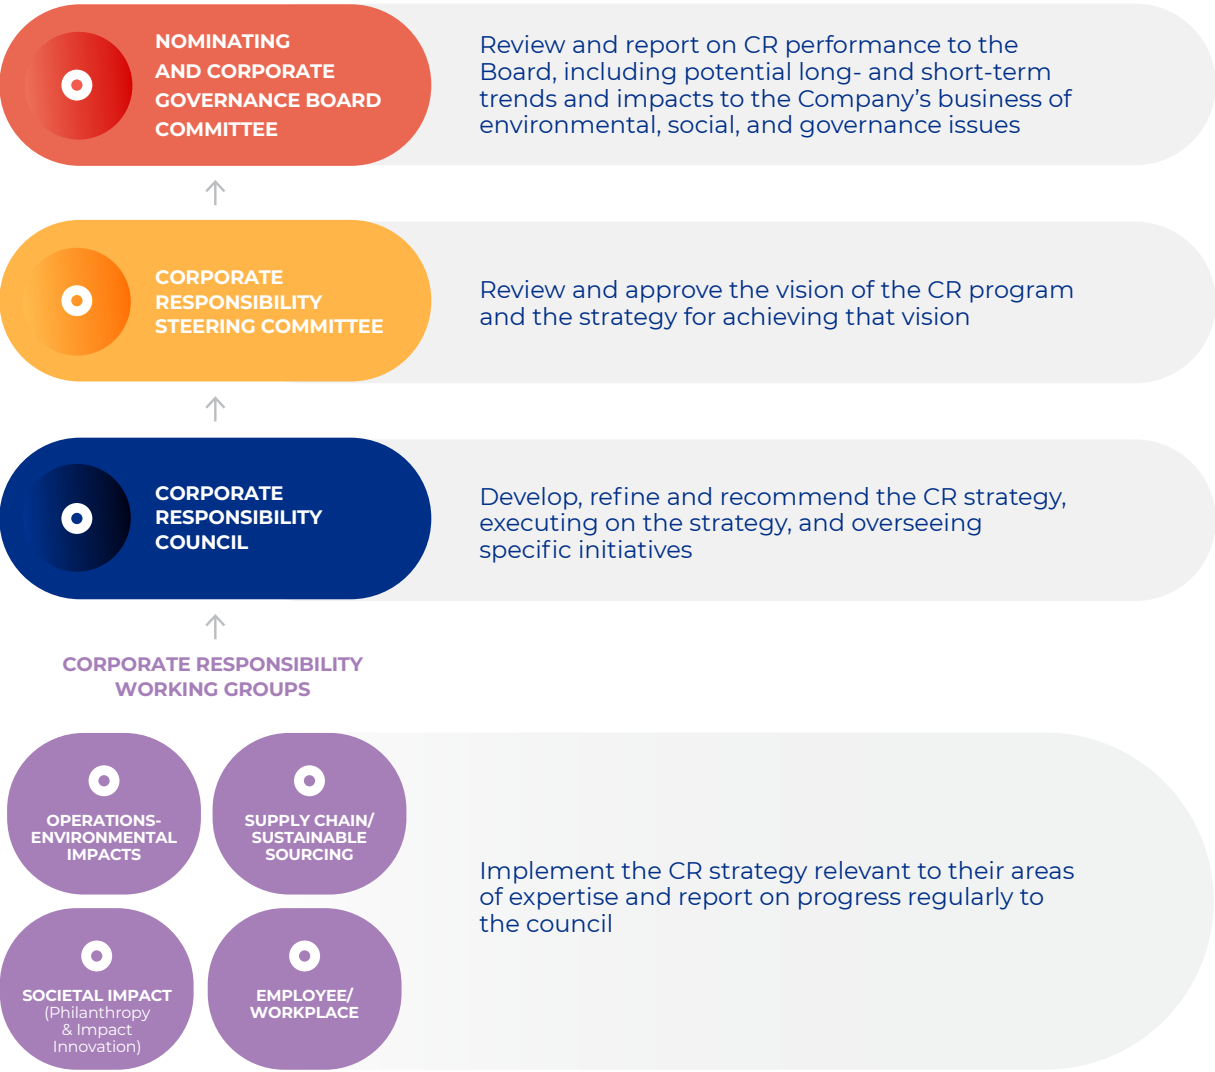 NOMINATING
AND CORPORATE
GOVERNANCE BOARD
COMMITTEE
Review and report on CR performance to the
Board, including potential long- and short-term
trends and impacts to the Company’s business of
environmental, social, and governance issues
CORPORATE
RESPONSIBILITY
STEERING COMMITTEE
Review and approve the vision of the CR program
and the strategy for achieving that vision
CORPORATE
RESPONSIBILITY
COUNCIL
Develop, refine and recommend the CR strategy,
executing on the strategy, and overseeing
specific initiatives
CORPORATE RESPONSIBILITY
WORKING GROUPS
OPERATIONS-
ENVIRONMENTAL
IMPACTS
SUPPLY CHAIN/
SUSTAINABLE
SOURCING
SOCIETAL IMPACT
(Philanthropy
& Impact
Innovation)
EMPLOYEE/
WORKPLACE
Implement the CR strategy relevant to their areas
of expertise and report on progress regularly to
the council